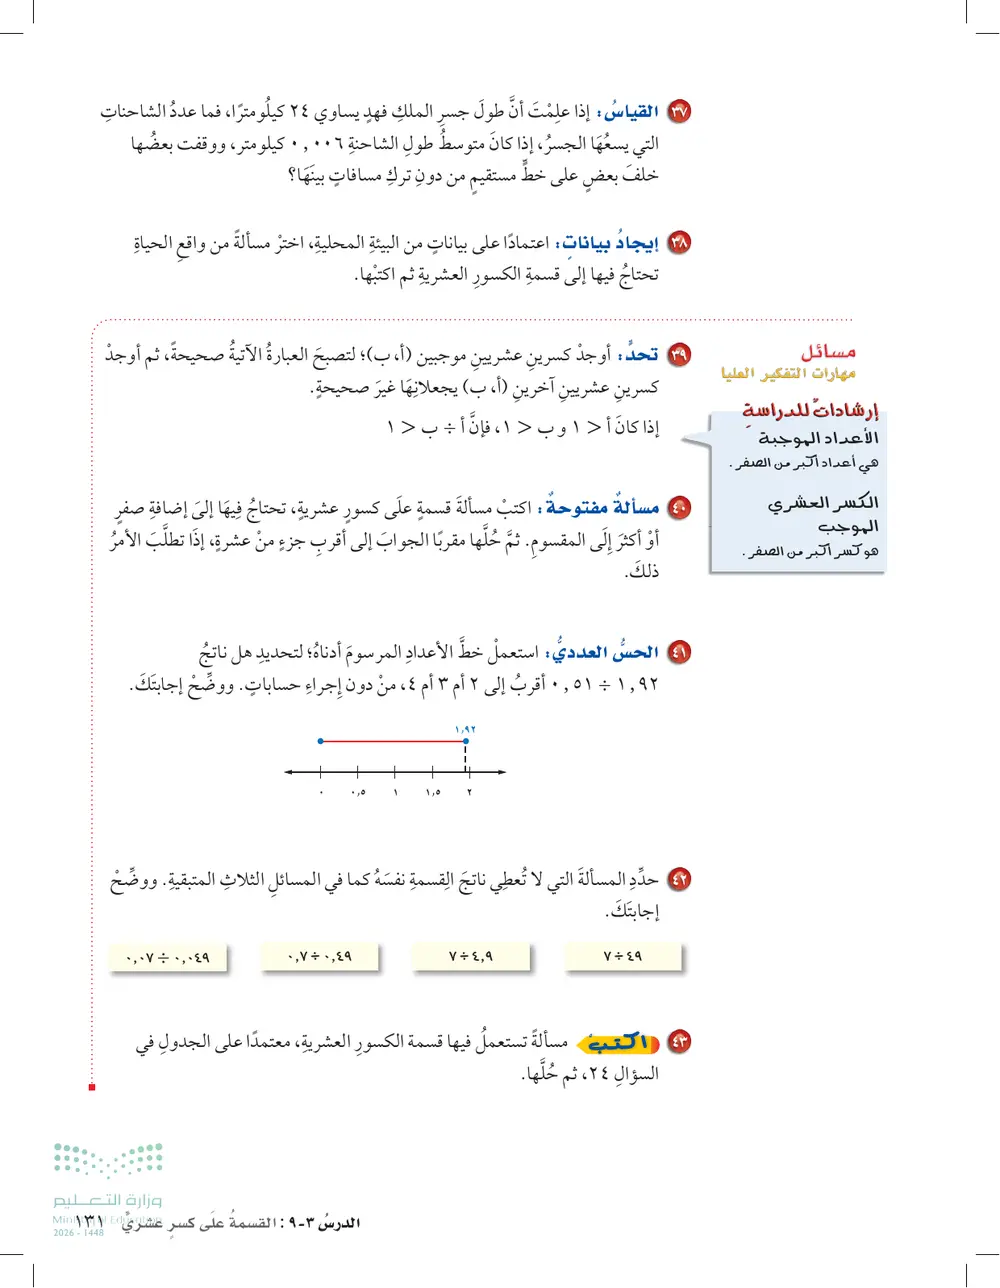 ٣٧ القياسُ: إذا علِمْتَ أنَّ طولَ جسرِ الملكِ فهدٍ يساوي ٢٤ كيلُومترًا، فما عددُ الشاحناتِ
التي يسعُهَا الجسرُ، إذا كانَ متوسطُ طولِ الشاحنةِ ٠,٠٠٦ كيلومتر، ووقفت بعضُها
خلفَ بعضٍ على خطٍّ مستقيمٍ من دونِ تركِ مسافاتٍ بينَهَا؟
٣٨ إيجادُ بياناتٍ: اعتمادًا على بياناتٍ من البيئةِ المحليةِ، اخترْ مسألةً من واقعِ الحياةِ
تحتاجُ فيها إلى قسمةِ الكسورِ العشريةِ ثم اكتبْها.
مسائل
مهارات التفكير العليا
٣٩ تحدٍّ: أوجدْ كسرينِ عشريينِ موجبين (أ، ب)؛ لتصبحَ العبارةُ الآتيةُ صحيحةً، ثم أوجدْ
كسرينِ عشريينِ آخرينِ (أ، ب) يجعلانِهَا غيرَ صحيحةٍ.
إذا كانَ أ < ١ و ب < ١، فإنَّ أ ÷ ب < ١
إرشاداتٌ للدراسةِ
الأعداد الموجبة
هي أعداد أكبر من الصفر.
الكسر العشري
الموجب
هو كسر أكبر من الصفر.
٤٠ مسألةٌ مفتوحةٌ: اكتبْ مسألةَ قسمةٍ علَى كسورٍ عشريةٍ، تحتاجُ فِيهَا إلىَ إضافةِ صفرٍ
أوْ أكثرَ إِلَى المقسومِ. ثمَّ حُلَّها مقربًا الجوابَ إلى أقربِ جزءٍ منْ عشرةٍ، إذَا تطلَّبَ الأمرُ
ذلكَ.
٤١ الحسُّ العدديُّ: استعملْ خطَّ الأعدادِ المرسومَ أدناهُ؛ لتحديدِ هل ناتجُ
١,٩٢ ÷ ٠,٥١ أقربُ إلى ٢ أم ٣ أم ٤، منْ دون إِجراءِ حساباتٍ. ووضِّحْ إجابتَكَ.
١,٩٢
٠ ٠,٥ ١ ١,٥ ٢
٤٢ حدِّدِ المسألةَ التي لا تُعطِي ناتجَ القِسمةِ نفسَهُ كما في المسائلِ الثلاثِ المتبقيةِ. ووضِّحْ
إجابتَكَ.
٤٩ ÷ ٧
٤,٩ ÷ ٧
٠,٤٩ ÷ ٠,٧
٠,٠٤٩ ÷ ٠,٠٧
٤٣ اكتب مسألةً تستعملُ فيها قسمة الكسورِ العشريةِ، معتمدًا على الجدولِ في
السؤالِ ٢٤، ثم حُلَّها.
وزارة التعـــليم
Ministry of Education
2026 - 1448
الدرسُ ٣-٩ : القسمةُ علَى كسرٍ عشريٍّ ١٣١